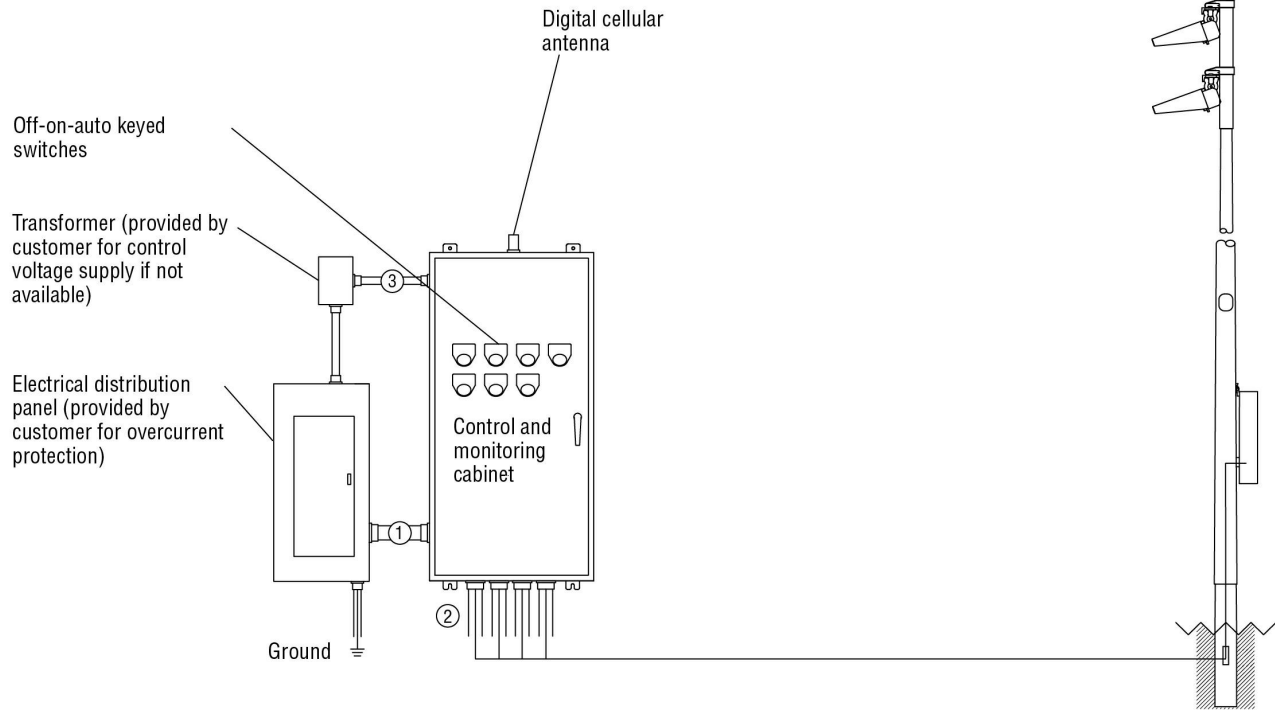 Digital cellular
antenna
Off-on-auto keyed
switches
Transformer (provided by
customer for control
voltage supply if not
available)
3
Electrical distribution
panel (provided by
customer for overcurrent
protection)
Control and
monitoring
cabinet
1
2
Ground